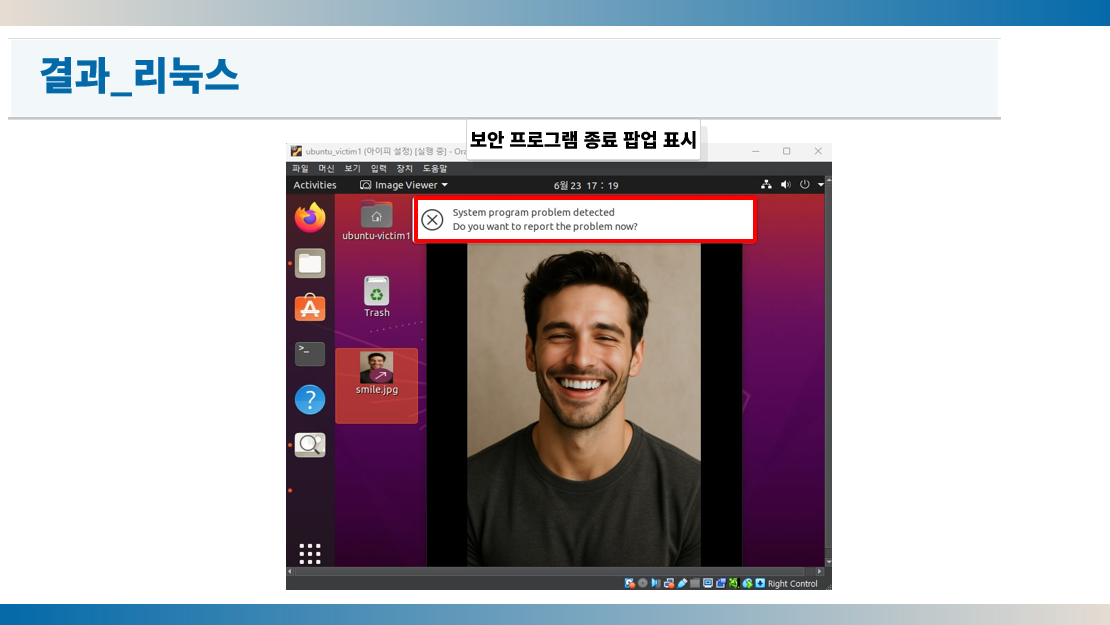 결과_리눅스
보안 프로그램 종료 팝업 표시
ubuntu_victim1 (아이피 설정) [실행 중] - Ora
파일 머신 보기 입력 장치 도움말
Activities Image Viewer 6월 23 17 : 19
System program problem detected
Do you want to report the problem now?
ubuntu-victim1
Trash
smile.jpg
Right Control